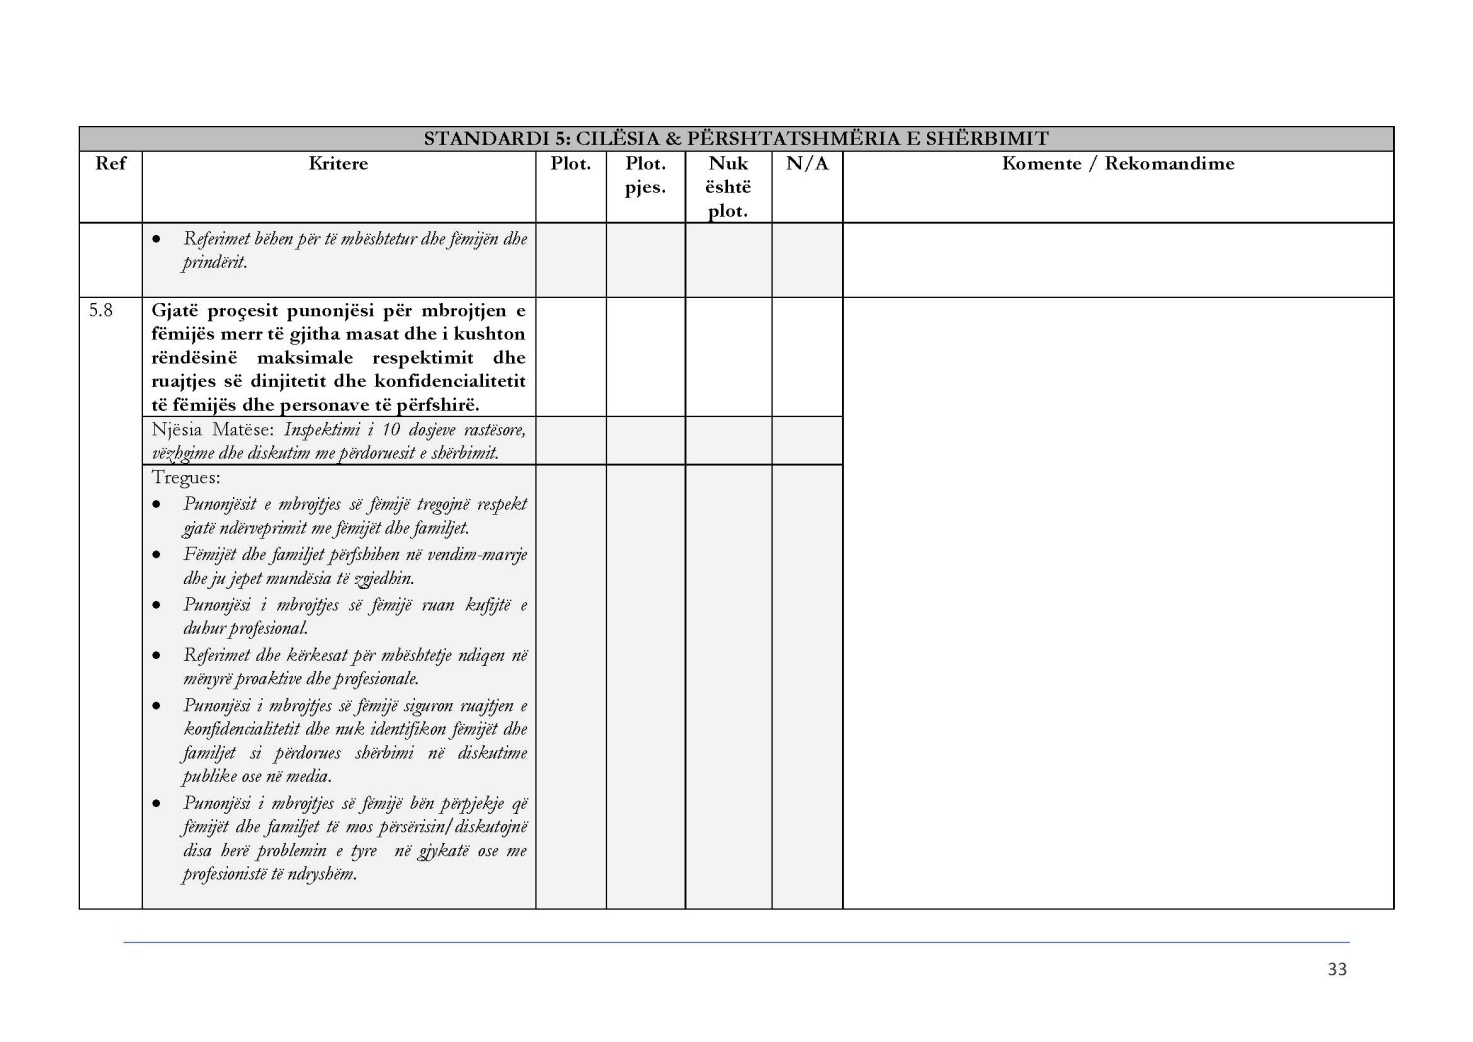 STANDARDI 5: CILËSIA & PËRSHTATSHMËRIA E SHËRBIMIT
Ref Kritere Plot. Plot. pjes. Nuk është plot. N/A Komente / Rekomandime
• Referimet bëhen për të mbështetur dhe fëmijën dhe
prindërit.
5.8 Gjatë proçesit punonjësi për mbrojtjen e
fëmijës merr të gjitha masat dhe i kushton
rëndësinë maksimale respektimit dhe
ruajtjes së dinjitetit dhe konfidencialitetit
të fëmijës dhe personave të përfshirë.
Njësia Matëse: Inspektimi i 10 dosjeve rastësore,
vëzhgime dhe diskutim me përdoruesit e shërbimit.
Tregues:
• Punonjësit e mbrojtjes së fëmijë tregojnë respekt
gjatë ndërveprimit me fëmijët dhe familjet.
• Fëmijët dhe familjet përfshihen në vendim-marrje
dhe ju jepet mundësia të zgjedhin.
• Punonjësi i mbrojtjes së fëmijë ruan kufijtë e
duhur profesional.
• Referimet dhe kërkesat për mbështetje ndiqen në
mënyrë proaktive dhe profesionale.
• Punonjësi i mbrojtjes së fëmijë siguron ruajtjen e
konfidencialitetit dhe nuk identifikon fëmijët dhe
familjet si përdorues shërbimi në diskutime
publike ose në media.
• Punonjësi i mbrojtjes së fëmijë bën përpjekje që
fëmijët dhe familjet të mos përsërisin/diskutojnë
disa herë problemin e tyre në gjykatë ose me
profesionistë të ndryshëm.
33